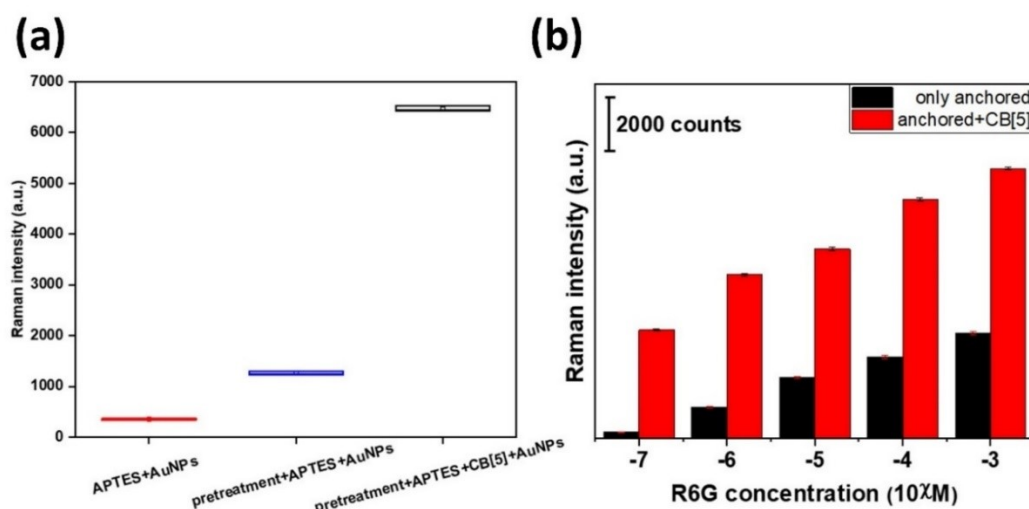 (a)
7000
6000
5000
4000
3000
2000
1000
0
Raman intensity (a.u.)
APTES+AuNPs
pretreatment+APTES+AuNPs
pretreatment+APTES+CB[5]+AuNPs
(b)
2000 counts
only anchored
anchored+CB[5]
Raman intensity (a.u.)
-7 -6 -5 -4 -3
R6G concentration (10χM)